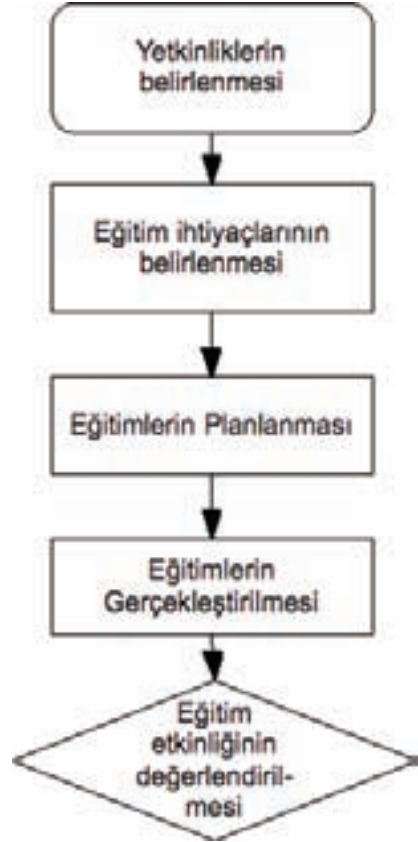 Yetkinliklerin
belirlenmesi
Eğitim ihtiyaçlarının
belirlenmesi
Eğitimlerin Planlanması
Eğitimlerin
Gerçekleştirilmesi
Eğitim
etkinliğinin
değerlendiril-
mesi